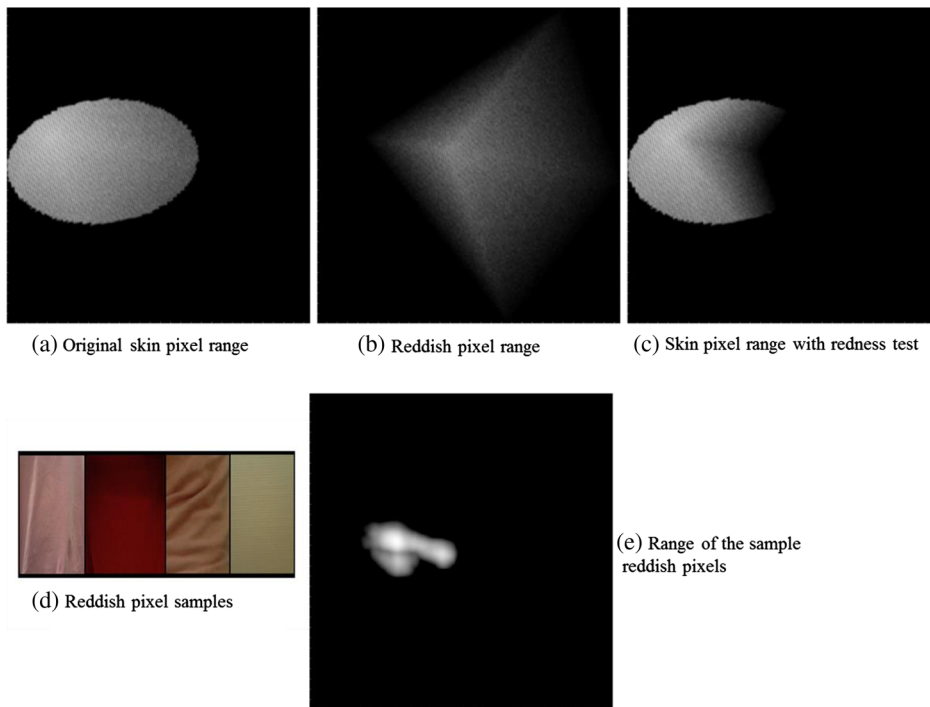 (a) Original skin pixel range
(b) Reddish pixel range
(c) Skin pixel range with redness test
(d) Reddish pixel samples
(e) Range of the sample
reddish pixels